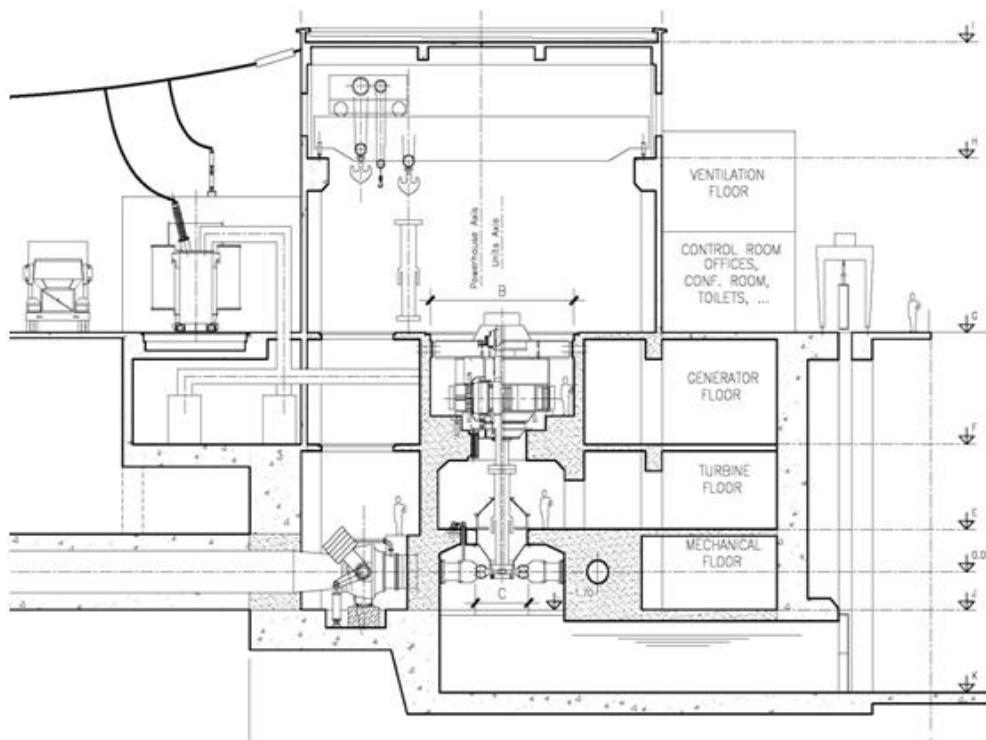 I
H
VENTILATION
FLOOR
Powerhouse Axis
Units Axis
CONTROL ROOM
OFFICES,
CONF. ROOM,
TOILETS, ...
B
G
GENERATOR
FLOOR
F
S
TURBINE
FLOOR
E
MECHANICAL
FLOOR
0.0
C
1.70
J
K